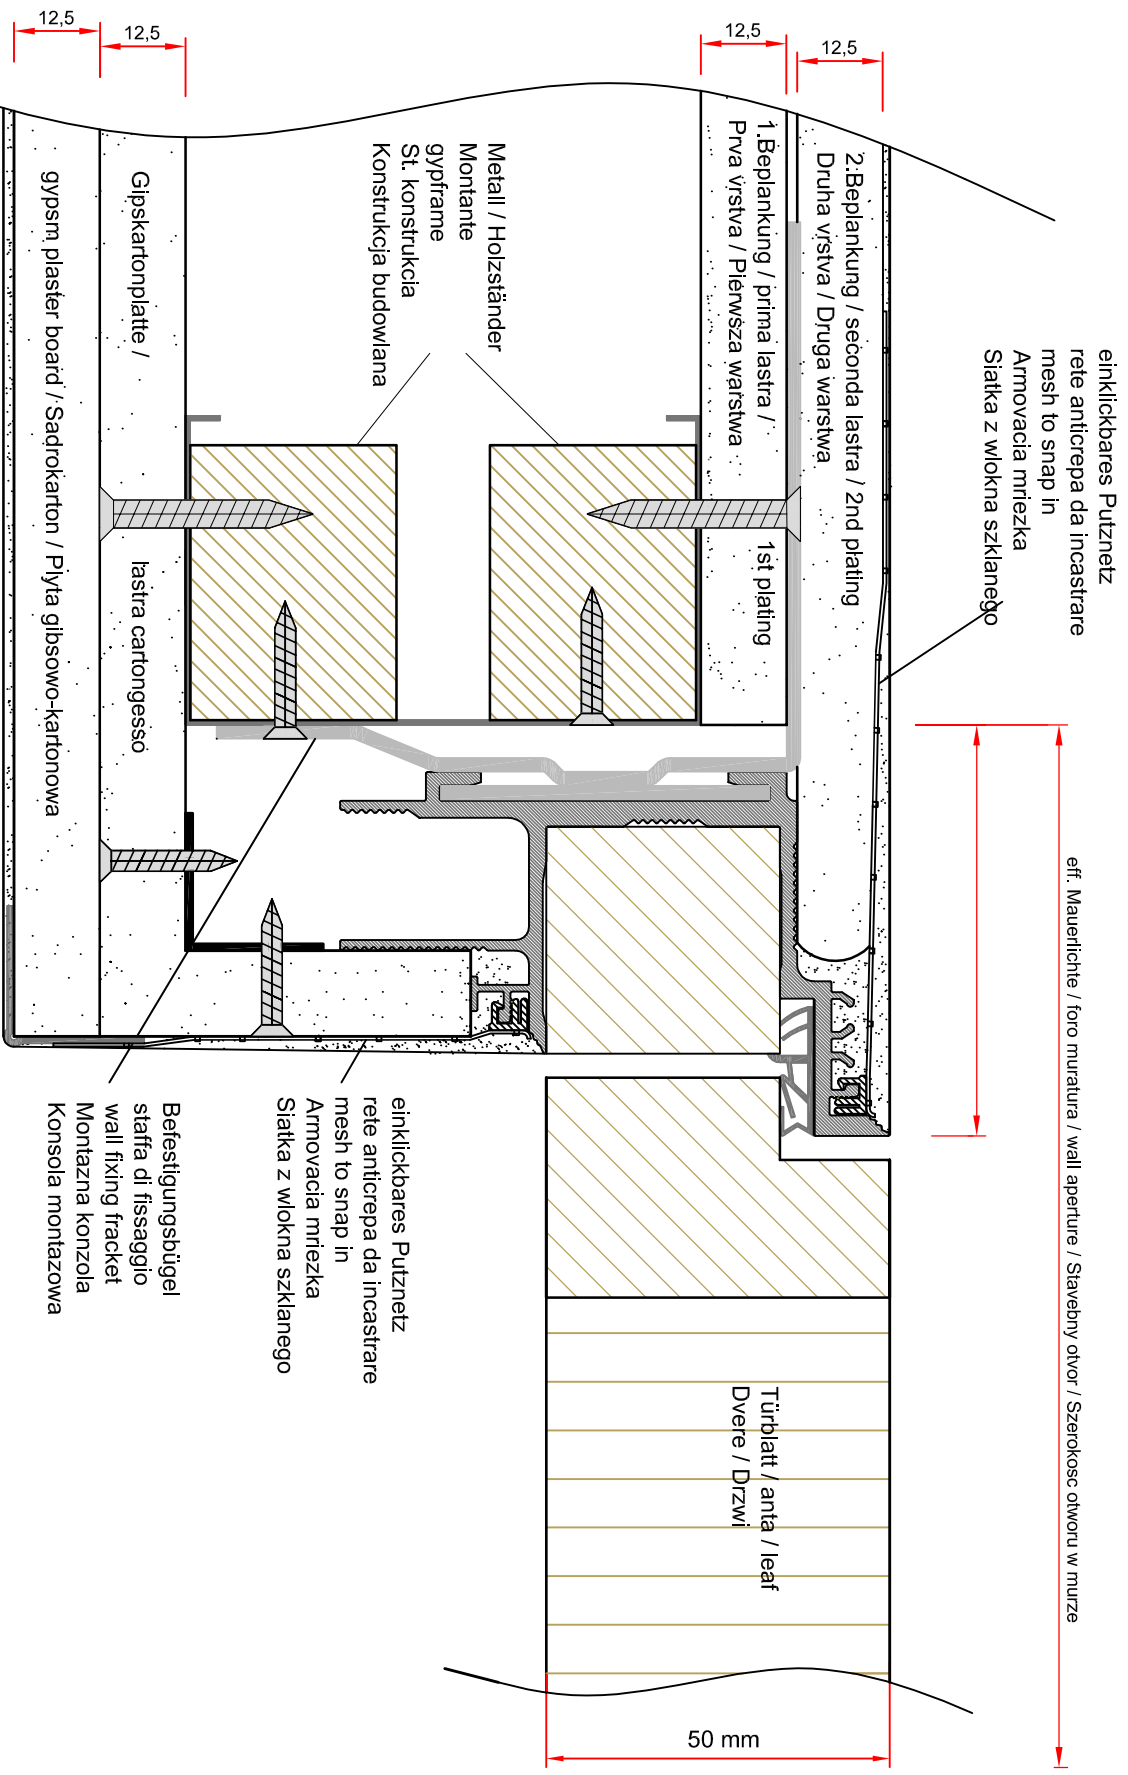 12,5
12,5
12,5
12,5
einklickbares Putznetz
rete anticrepa da incastrare
mesh to snap in
Armovacia mriezka
Siatka z wlokna szklanego
2.Beplankung / seconda lastra / 2nd plating
Druha vrstva / Druga warstwa
1.Beplankung / prima lastra / 1st plating
Prva vrstva / Pierwsza warstwa
Metall / Holzständer
Montante
gypframe
St. konstrukcia
Konstrukcja budowlana
Gipskartonplatte / lastra cartongesso
gypsm plaster board / Sadrokarton / Plyta gibsowo-kartonowa
eff. Mauerlichte / foro muratura / wall aperture / Stavebny otvor / Szerokosc otworu w murze
einklickbares Putznetz
rete anticrepa da incastrare
mesh to snap in
Armovacia mriezka
Siatka z wlokna szklanego
Befestigungsbügel
staffa di fissaggio
wall fixing fracket
Montazna konzola
Konsola montazowa
Türblatt / anta / leaf
Dvere / Drzwi
50 mm